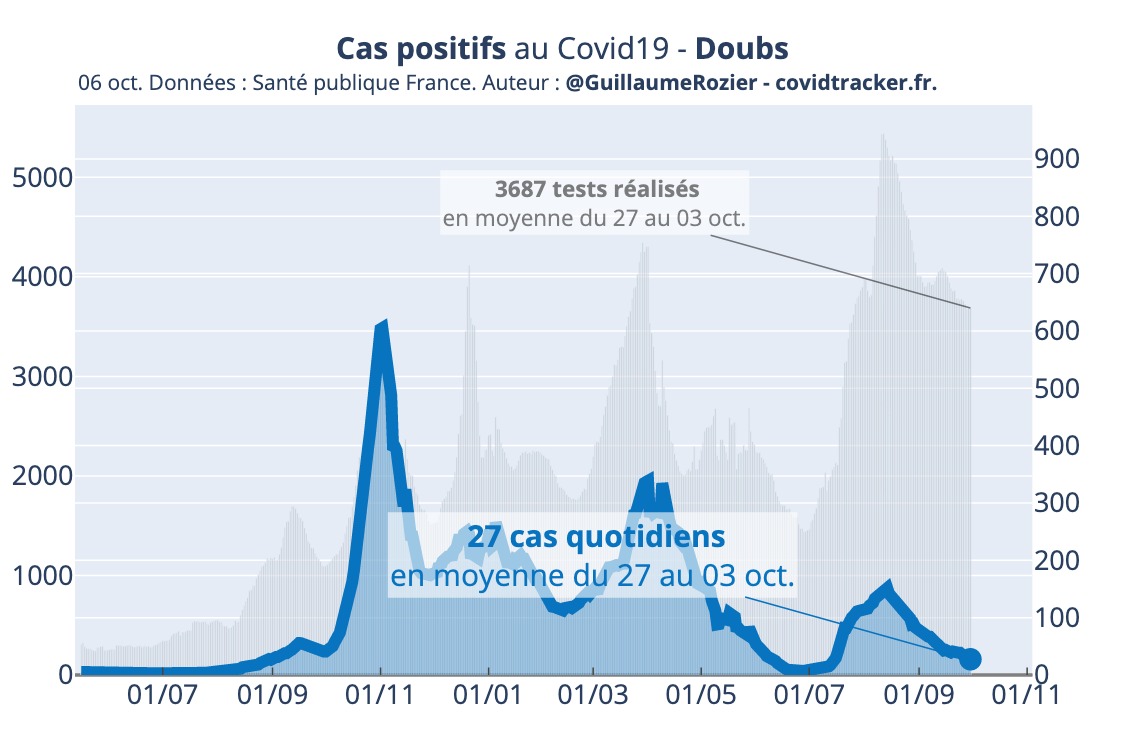 Cas positifs au Covid19 - Doubs
06 oct. Données : Santé publique France. Auteur : @GuillaumeRozier - covidtracker.fr.
5000
4000
3000
2000
1000
0
900
800
700
600
500
400
300
200
100
0
3687 tests réalisés
en moyenne du 27 au 03 oct.
27 cas quotidiens
en moyenne du 27 au 03 oct.
01/07 01/09 01/11 01/01 01/03 01/05 01/07 01/09 01/11